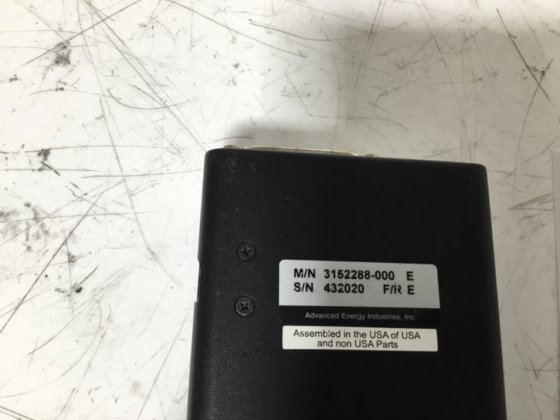 M/N 3152288-000 E
S/N 432020 F/R E
Advanced Energy Industries, Inc.
Assembled in the USA of USA
and non USA Parts